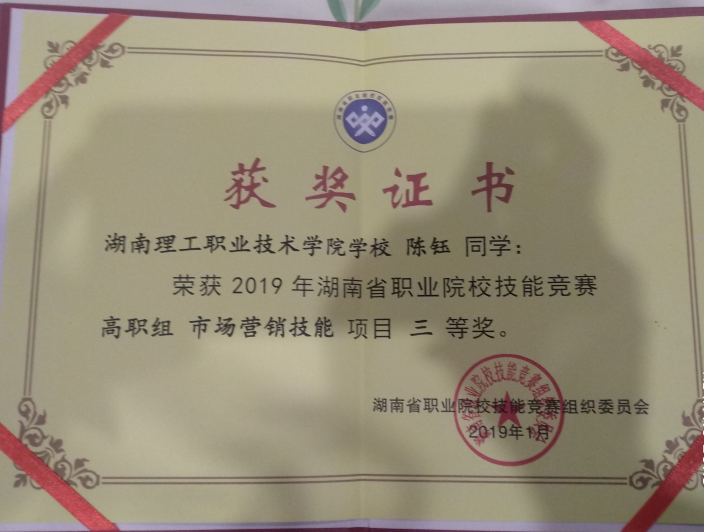 获奖证书
湖南理工职业技术学院学校 陈钰 同学:
荣获 2019 年湖南省职业院校技能竞赛
高职组 市场营销技能 项目 三 等奖。
湖南省职业院校技能竞赛组织委员会
2019年1月